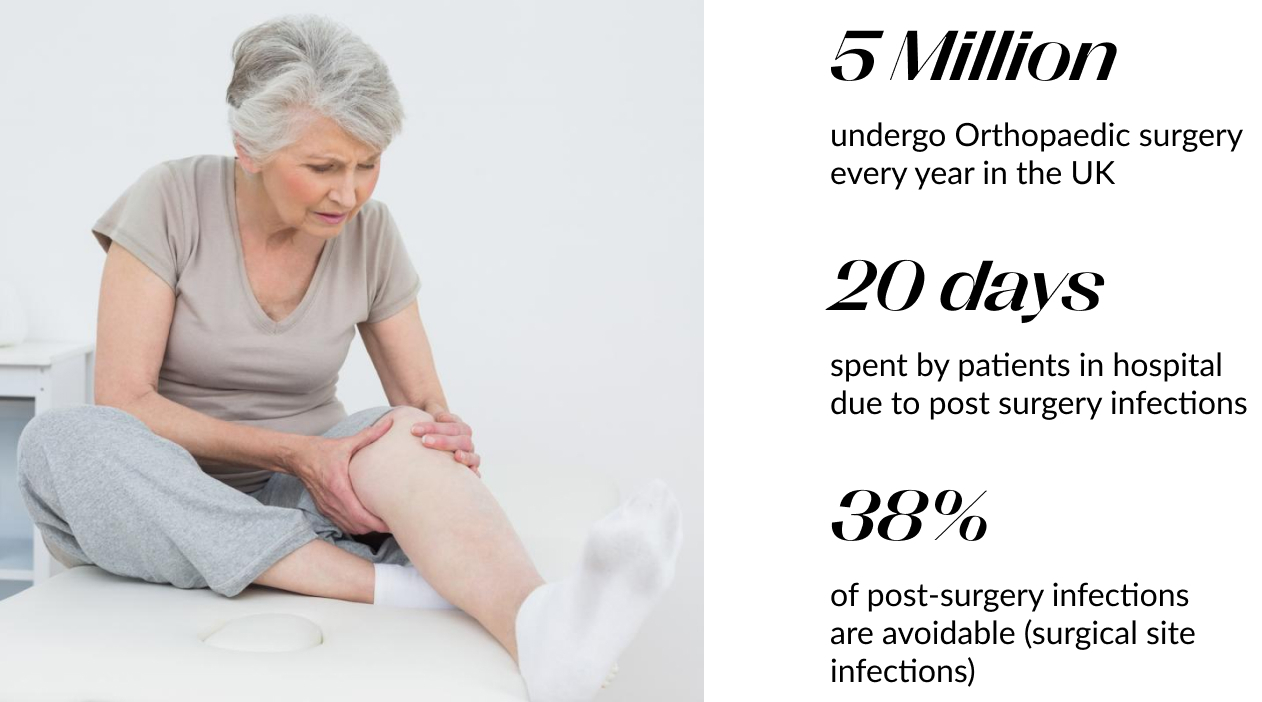 5 Million
undergo Orthopaedic surgery
every year in the UK
20 days
spent by patients in hospital
due to post surgery infections
38%
of post-surgery infections
are avoidable (surgical site
infections)